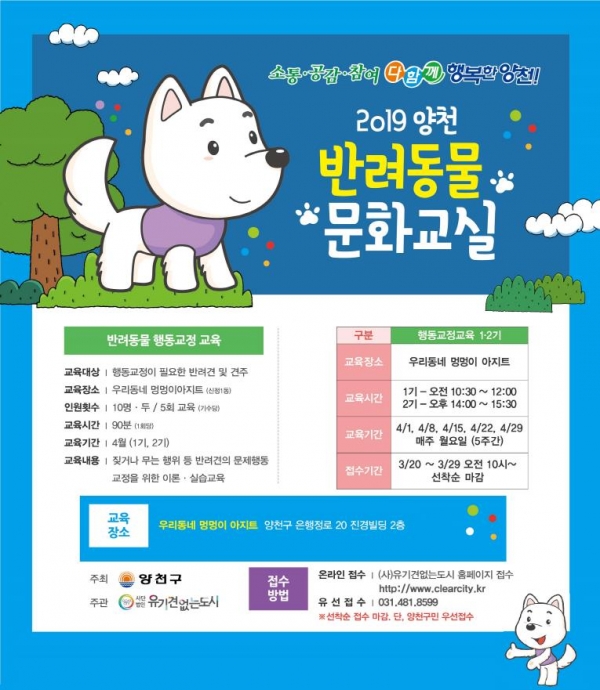 소통·공감·참여 다함께 행복한 양천!
2019 양천
반려동물
문화교실
반려동물 행동교정 교육
교육대상 | 행동교정이 필요한 반려견 및 견주
교육장소 | 우리동네 멍멍이아지트 (신정1동)
인원횟수 | 10명·두 / 5회 교육 (기수당)
교육시간 | 90분 (1회당)
교육기간 | 4월 (1기, 2기)
교육내용 | 짖거나 무는 행위 등 반려견의 문제행동
교정을 위한 이론·실습교육
구분 행동교정교육 1·2기
교육장소 우리동네 멍멍이 아지트
교육시간 1기 – 오전 10:30 ~ 12:00
2기 – 오후 14:00 ~ 15:30
교육기간 4/1, 4/8, 4/15, 4/22, 4/29
매주 월요일 (5주간)
접수기간 3/20 ~ 3/29 오전 10시~
선착순 마감
교육
장소
우리동네 멍멍이 아지트 양천구 은행정로 20 진경빌딩 2층
주최 양천구
주관 사단법인 유기견없는도시
접수
방법
온라인 접수 | (사)유기견없는도시 홈페이지 접수
http://www.clearcity.kr
유선접수 | 031.481.8599
※선착순 접수 마감. 단, 양천구민 우선접수